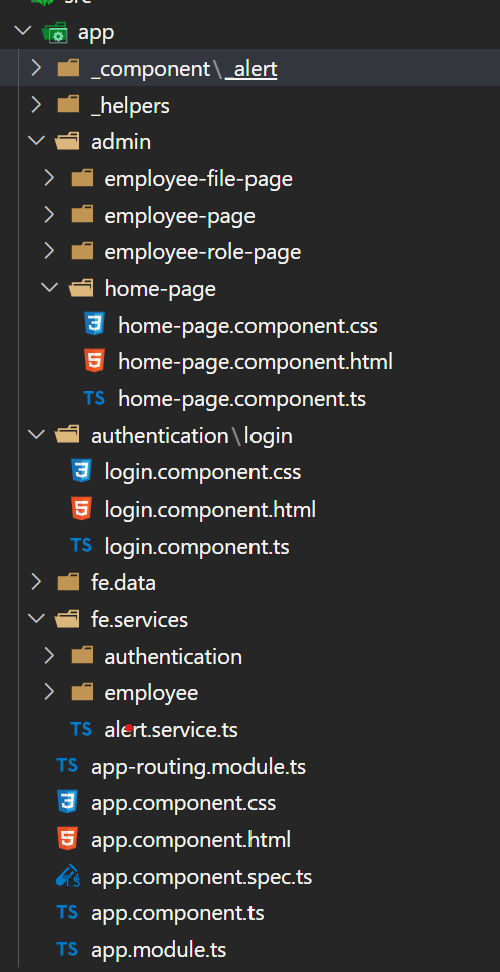 src
app
_component\_alert
_helpers
admin
employee-file-page
employee-page
employee-role-page
home-page
home-page.component.css
home-page.component.html
TS home-page.component.ts
authentication\login
login.component.css
login.component.html
TS login.component.ts
fe.data
fe.services
authentication
employee
TS alert.service.ts
TS app-routing.module.ts
app.component.css
app.component.html
TS app.component.spec.ts
TS app.component.ts
TS app.module.ts